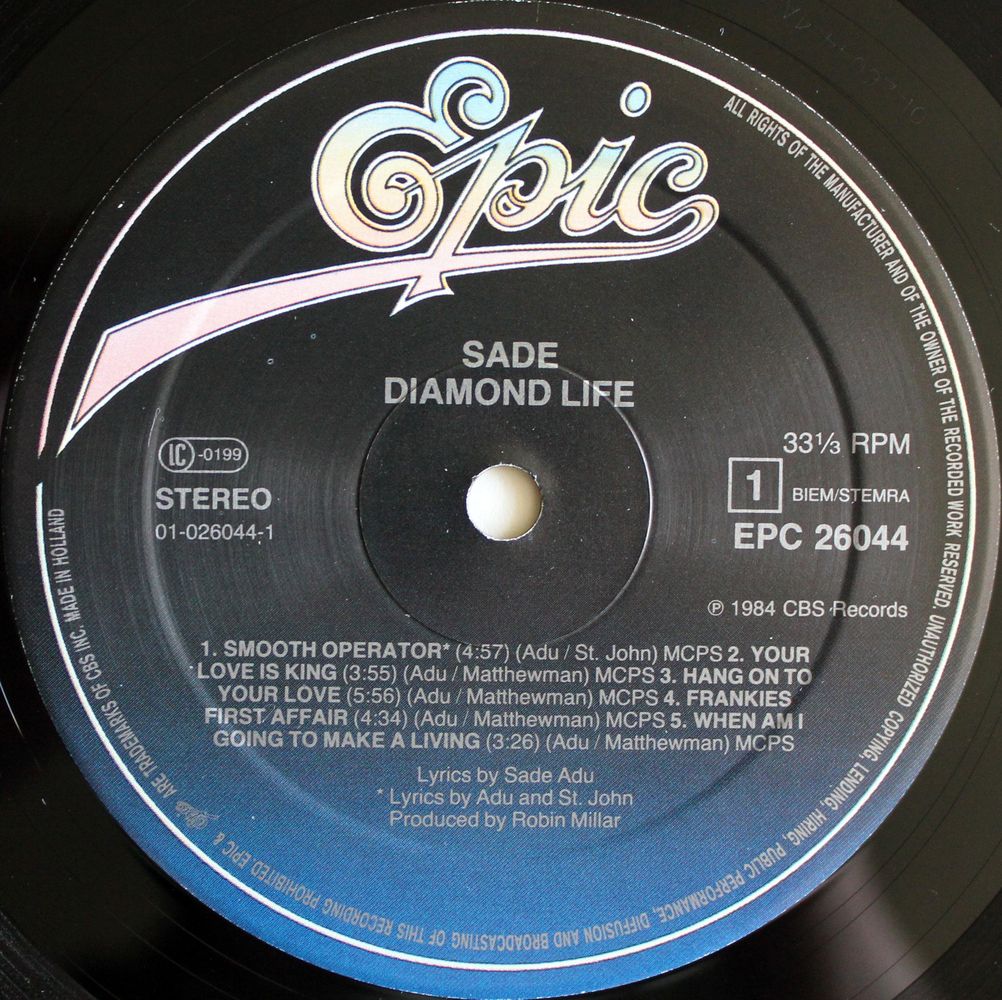 Epic
SADE
DIAMOND LIFE
LC -0199
STEREO
01-026044-1
33⅓ RPM
1 BIEM/STEMRA
EPC 26044
℗ 1984 CBS Records
1. SMOOTH OPERATOR* (4:57) (Adu / St. John) MCPS 2. YOUR
LOVE IS KING (3:55) (Adu / Matthewman) MCPS 3. HANG ON TO
YOUR LOVE (5:56) (Adu / Matthewman) MCPS 4. FRANKIES
FIRST AFFAIR (4:34) (Adu / Matthewman) MCPS 5. WHEN AM I
GOING TO MAKE A LIVING (3:26) (Adu / Matthewman) MCPS
Lyrics by Sade Adu
* Lyrics by Adu and St. John
Produced by Robin Millar
ALL RIGHTS OF THE MANUFACTURER AND OF THE OWNER OF THE RECORDED WORK RESERVED. UNAUTHORIZED COPYING, LENDING, HIRING, PUBLIC PERFORMANCE, DIFFUSION AND BROADCASTING OF THIS RECORDING PROHIBITED. EPIC & Epic ARE TRADEMARKS OF CBS INC. MADE IN HOLLAND